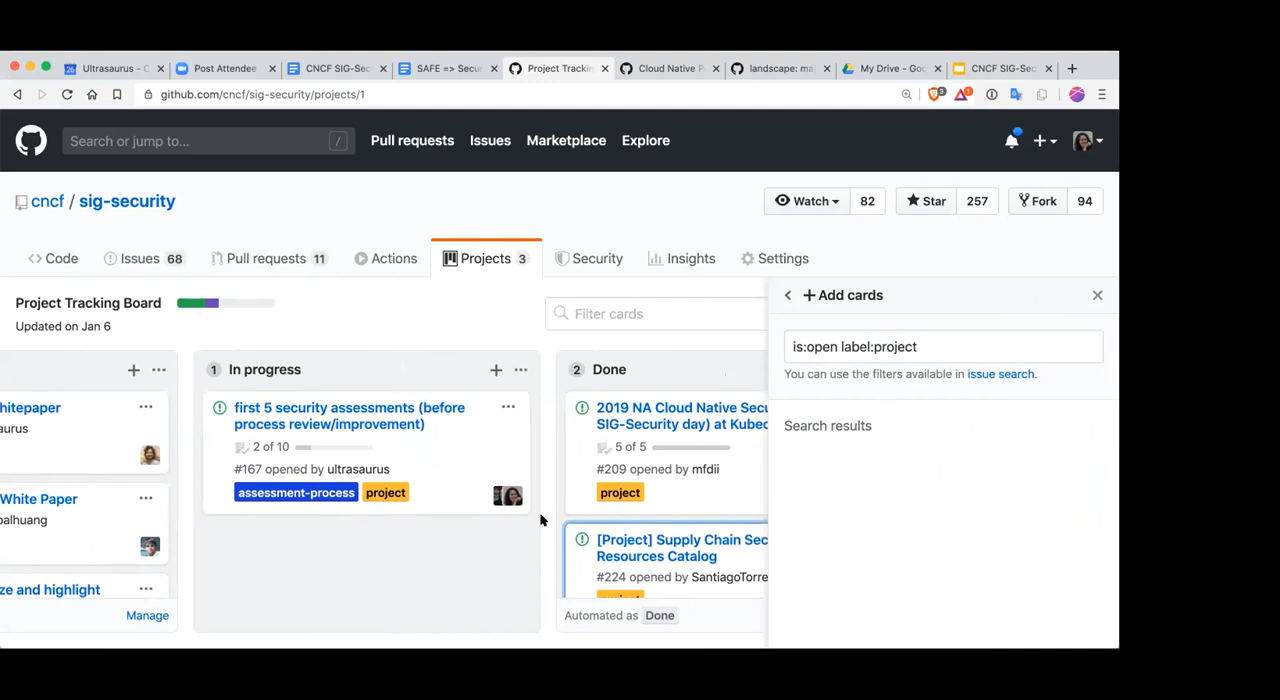 Ultrasaurus - C
Post Attendee
CNCF SIG-Sec
SAFE => Secur
Project Trackin
Cloud Native P
landscape: ma
My Drive - Goo
CNCF SIG-Sec
github.com/cncf/sig-security/projects/1
Search or jump to...
/
Pull requests
Issues
Marketplace
Explore
cncf / sig-security
Watch 82
Star 257
Fork 94
Code
Issues 68
Pull requests 11
Actions
Projects 3
Security
Insights
Settings
Project Tracking Board
Updated on Jan 6
Filter cards
hitepaper
aurus
White Paper
palhuang
ze and highlight
Manage
1 In progress
first 5 security assessments (before
process review/improvement)
2 of 10
#167 opened by ultrasaurus
assessment-process project
2 Done
2019 NA Cloud Native Secu
SIG-Security day) at Kubec
5 of 5
#209 opened by mfdii
project
[Project] Supply Chain Sec
Resources Catalog
#224 opened by SantiagoTorre
Automated as Done
Add cards
is:open label:project
You can use the filters available in issue search.
Search results